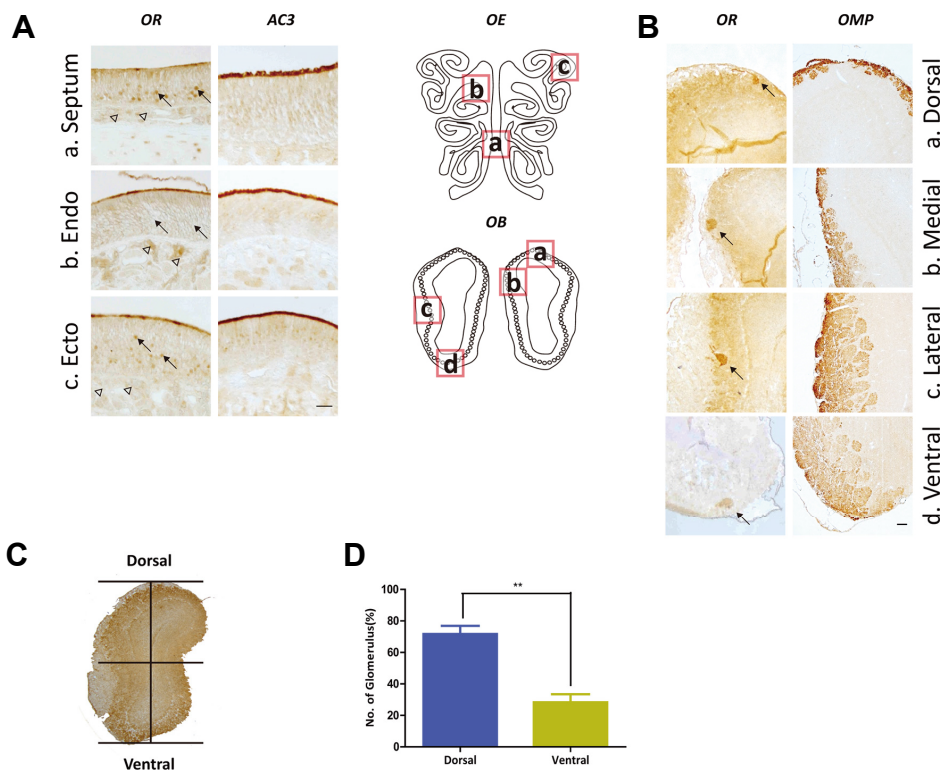 A
OR
AC3
a. Septum
b. Endo
c. Ecto
OE
b
c
a
OB
a
b
c
d
B
OR
OMP
a. Dorsal
b. Medial
c. Lateral
d. Ventral
C
Dorsal
Ventral
D
No. of Glomerulus(%)
100
80
60
40
20
0
**
Dorsal
Ventral